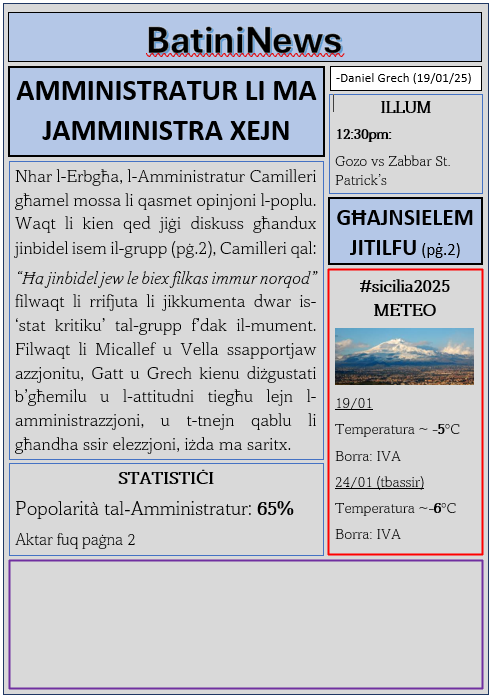 BatiniNews
AMMINISTRATUR LI MA
JAMMINISTRA XEJN
Nhar l-Erbgħa, l-Amministratur Camilleri
għamel mossa li qasmet opinjoni l-poplu.
Waqt li kien qed jiġi diskuss għandux
jinbidel isem il-grupp (pġ.2), Camilleri qal:
“Ħa jinbidel jew le biex filkas immur norqod”
filwaqt li rrifjuta li jikkumenta dwar is-
‘stat kritiku’ tal-grupp f’dak il-mument.
Filwaqt li Micallef u Vella ssapportjaw
azzjonitu, Gatt u Grech kienu diżgustati
b’għemilu u l-attitudni tiegħu lejn l-
amministrazzjoni, u t-tnejn qablu li
għandha ssir elezzjoni, iżda ma saritx.
STATISTIĊI
Popolarità tal-Amministratur: 65%
Aktar fuq paġna 2
-Daniel Grech (19/01/25)
ILLUM
12:30pm:
Gozo vs Zabbar St.
Patrick’s
GĦAJNSIELEM
JITILFU (pġ.2)
#sicilia2025
METEO
19/01
Temperatura ~ -5°C
Borra: IVA
24/01 (tbassir)
Temperatura ~-6°C
Borra: IVA